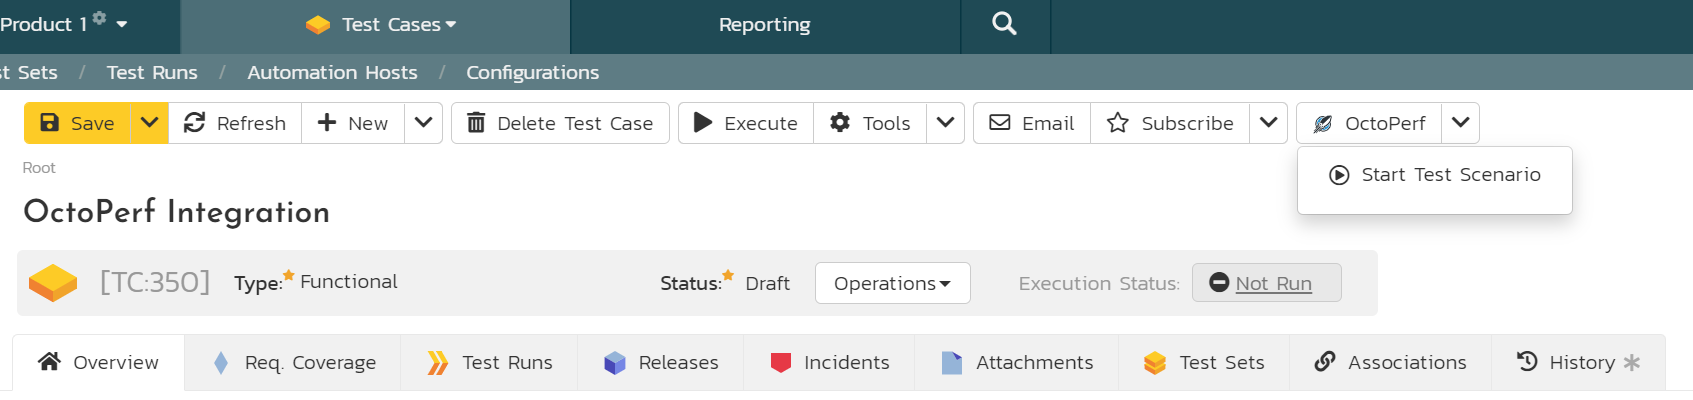 Product 1 Test Cases Reporting
st Sets / Test Runs / Automation Hosts / Configurations
Save Refresh New Delete Test Case Execute Tools Email Subscribe OctoPerf
Start Test Scenario
Root
OctoPerf Integration
[TC:350] Type: Functional Status: Draft Operations Execution Status: Not Run
Overview Req. Coverage Test Runs Releases Incidents Attachments Test Sets Associations History